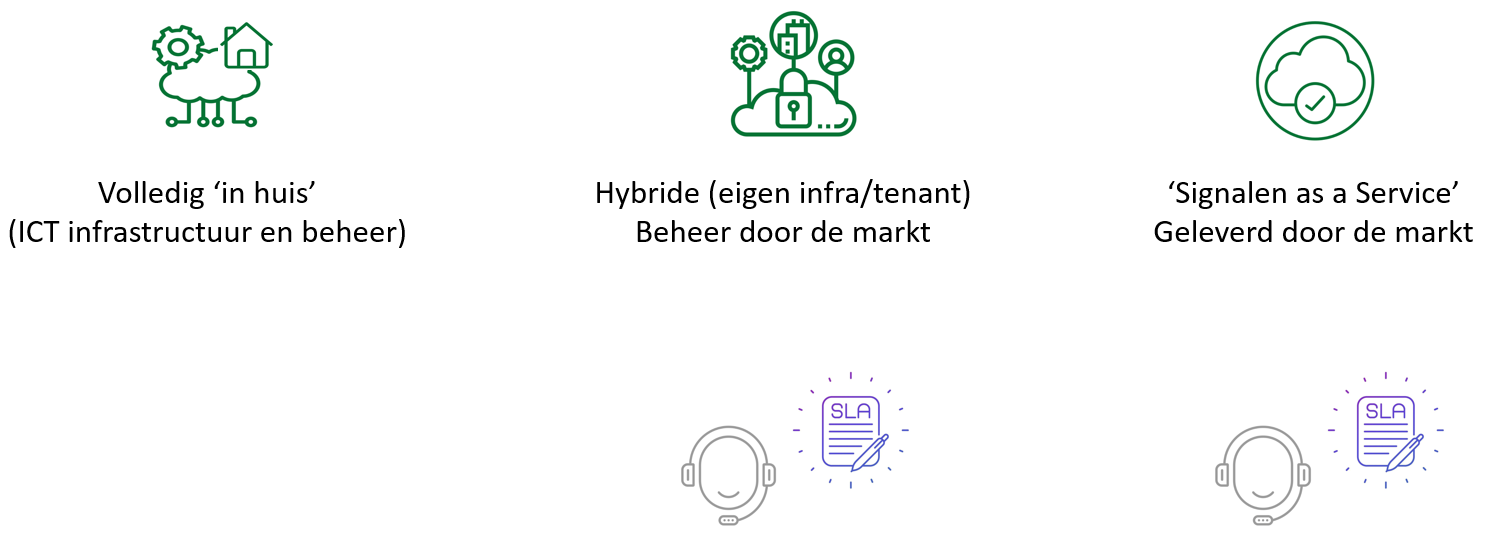 Volledig ‘in huis’
(ICT infrastructuur en beheer)
Hybride (eigen infra/tenant)
Beheer door de markt
‘Signalen as a Service’
Geleverd door de markt
SLA
SLA